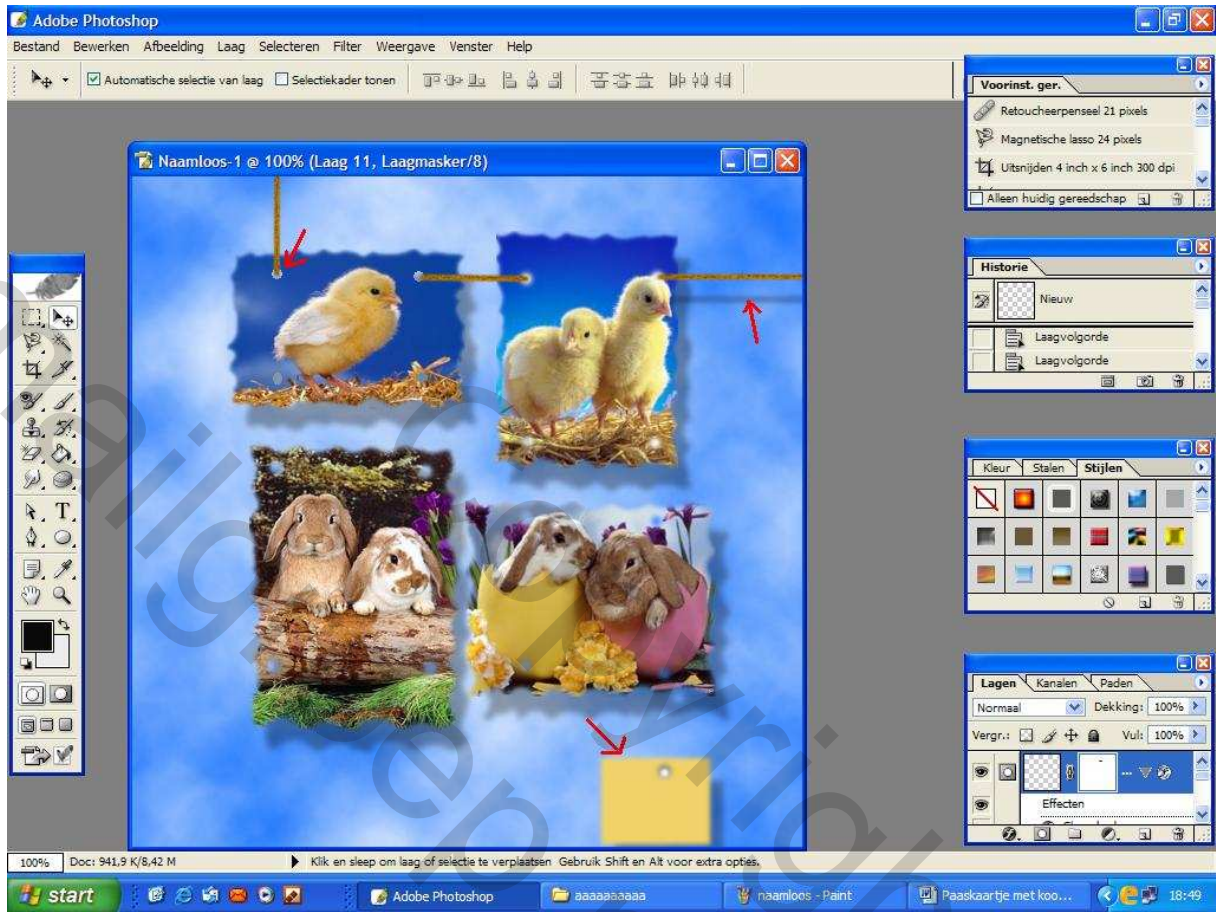 Adobe Photoshop
Bestand Bewerken Afbeelding Laag Selecteren Filter Weergave Venster Help
Automatische selectie van laag Selectiekader tonen
Voorinst. ger.
Retoucheerpenseel 21 pixels
Magnetische lasso 24 pixels
Uitsnijden 4 inch x 6 inch 300 dpi
Alleen huidig gereedschap
Naamloos-1 @ 100% (Laag 11, Laagmasker/8)
Historie
Nieuw
Laagvolgorde
Laagvolgorde
Kleur Stalen Stijlen
T
Lagen Kanalen Paden
Normaal Dekking: 100%
Vergr.: Vul: 100%
Effecten
100% Doc: 941,9 K/8,42 M Klik en sleep om laag of selectie te verplaatsen Gebruik Shift en Alt voor extra opties.
start Adobe Photoshop aaaaaaaaaa naamloos - Paint Paaskaartje met koo... 18:49